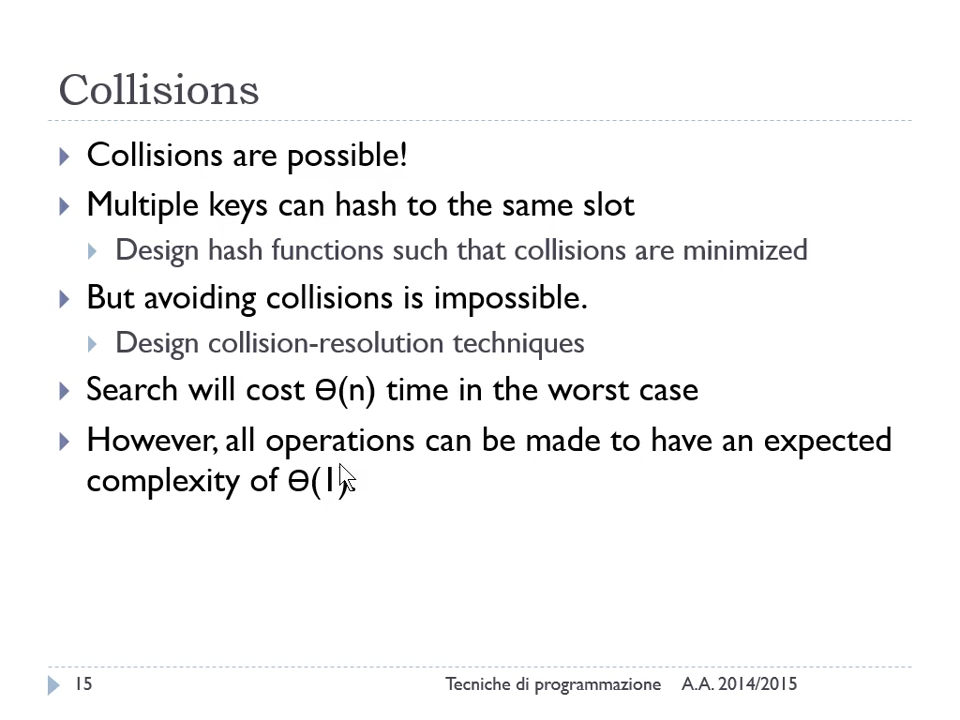 Collisions
Collisions are possible!
Multiple keys can hash to the same slot
Design hash functions such that collisions are minimized
But avoiding collisions is impossible.
Design collision-resolution techniques
Search will cost Ɵ(n) time in the worst case
However, all operations can be made to have an expected
complexity of Ɵ(1).
15 Tecniche di programmazione A.A. 2014/2015